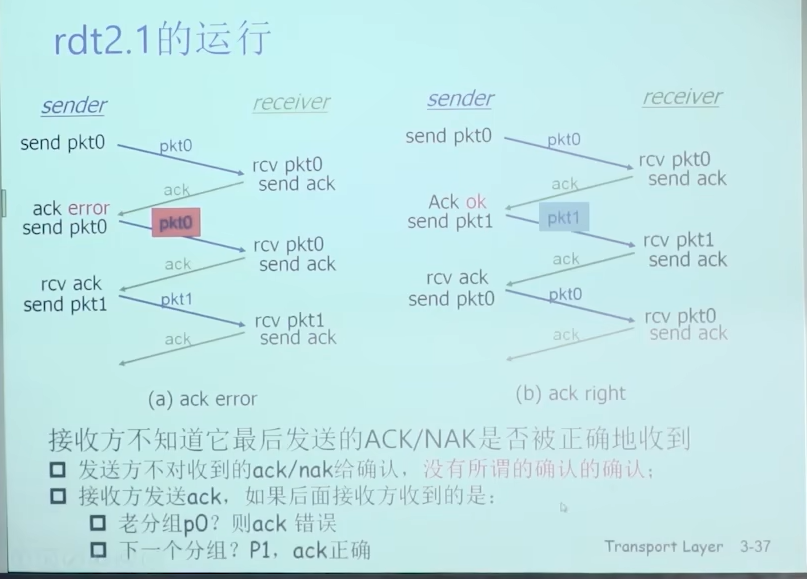 rdt2.1的运行
sender
receiver
send pkt0
pkt0
rcv pkt0
send ack
ack
ack error
send pkt0
pkt0
rcv pkt0
send ack
ack
rcv ack
send pkt1
pkt1
rcv pkt1
send ack
ack
(a) ack error
sender
receiver
send pkt0
pkt0
rcv pkt0
send ack
ack
Ack ok
send pkt1
pkt1
rcv pkt1
send ack
ack
rcv ack
send pkt0
pkt0
rcv pkt0
send ack
ack
(b) ack right
接收方不知道它最后发送的ACK/NAK是否被正确地收到
发送方不对收到的ack/nak给确认，没有所谓的确认的确认；
接收方发送ack，如果后面接收方收到的是：
老分组p0？则ack 错误
下一个分组？P1，ack正确
Transport Layer 3-37